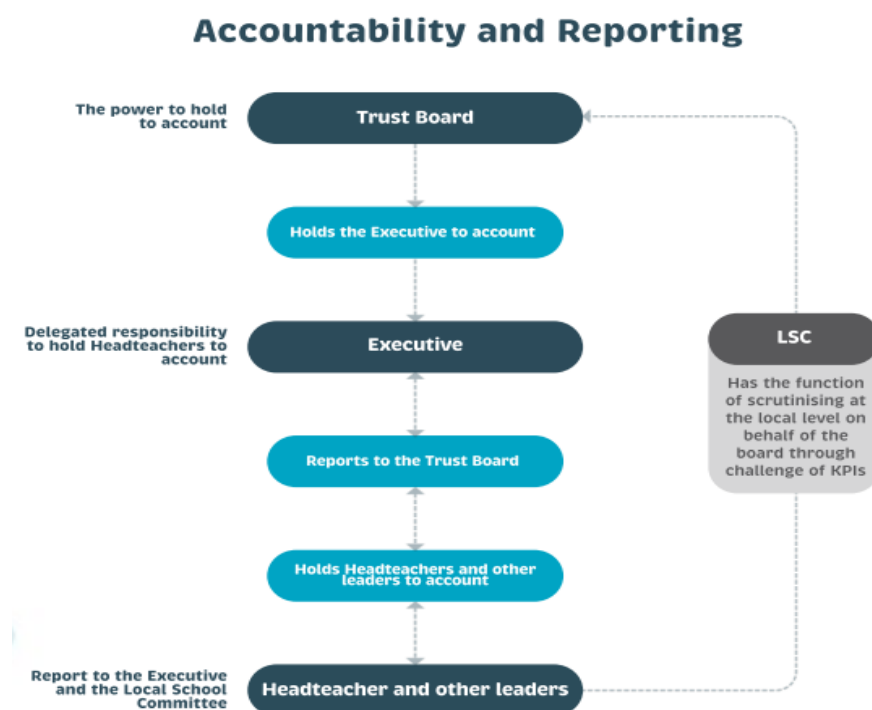 Accountability and Reporting
The power to hold
to account
Trust Board
Holds the Executive to account
Delegated responsibility
to hold Headteachers to
account
Executive
LSC
Has the function
of scrutinising at
the local level on
behalf of the
board through
challenge of KPIs
Reports to the Trust Board
Holds Headteachers and other
leaders to account
Report to the Executive
and the Local School
Committee
Headteacher and other leaders